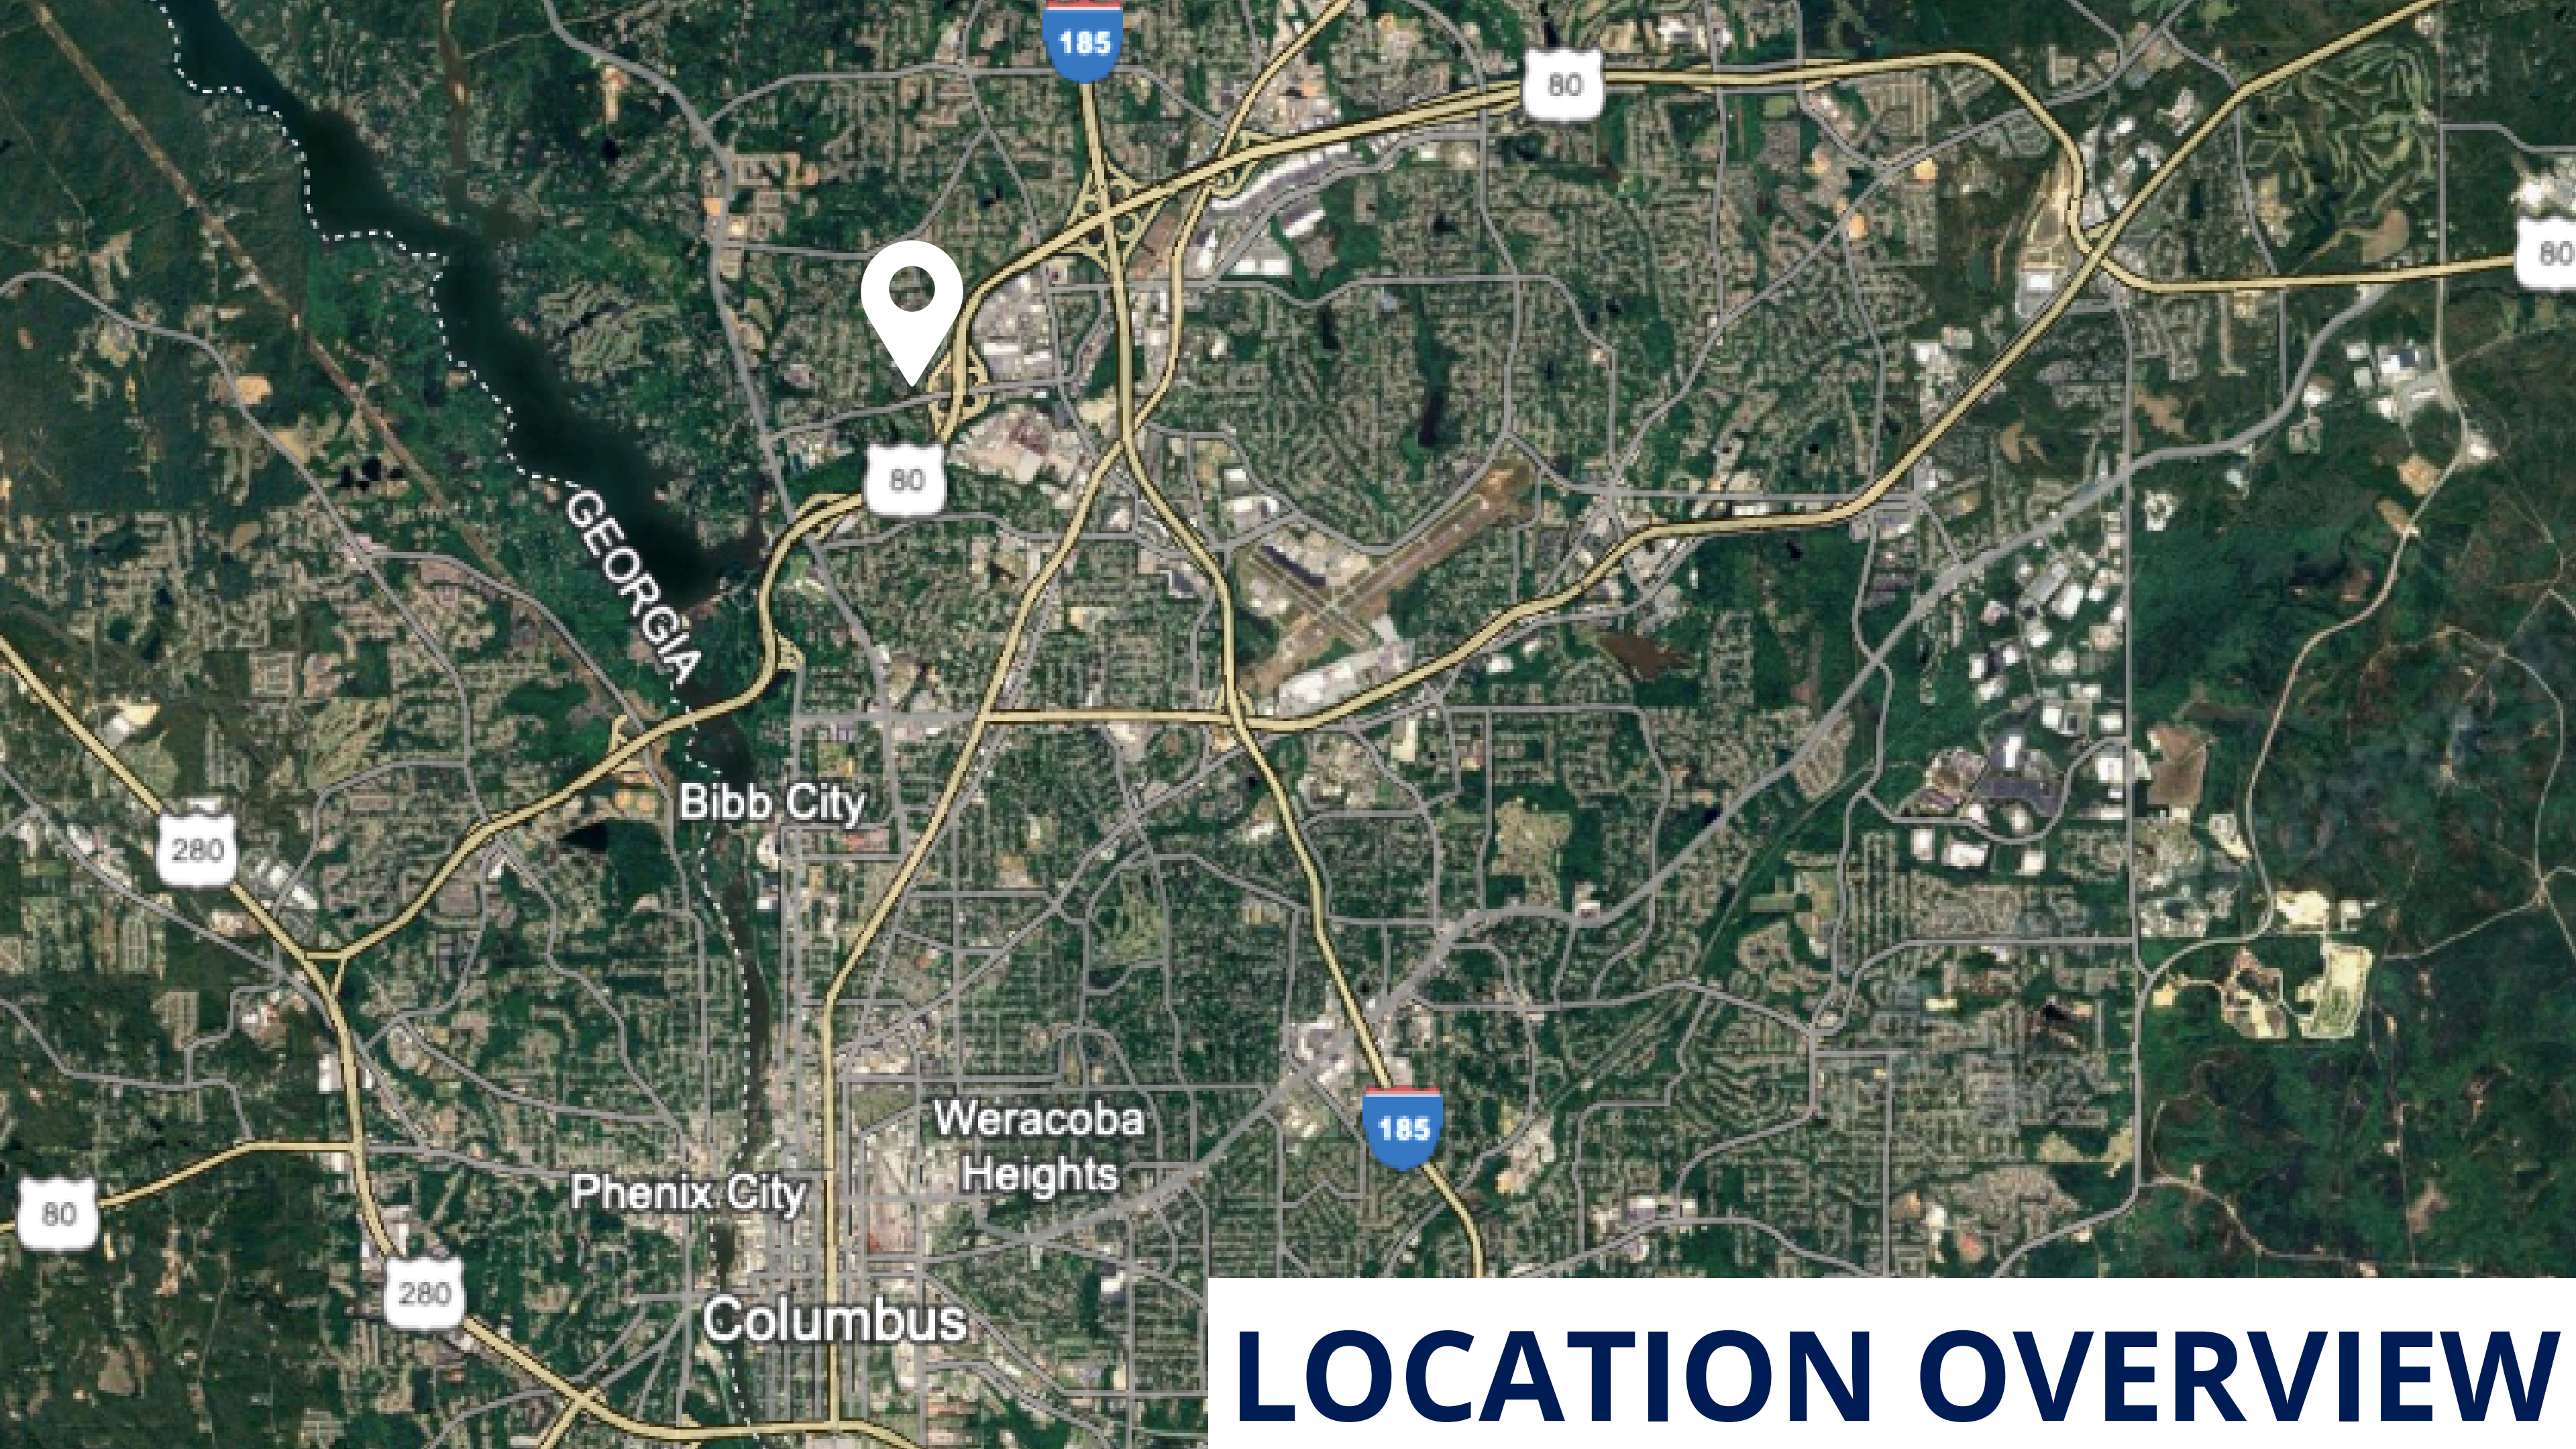 185
80
80
80
GEORGIA
Bibb City
280
185
Weracoba
Heights
Phenix City
80
280
Columbus
LOCATION OVERVIEW